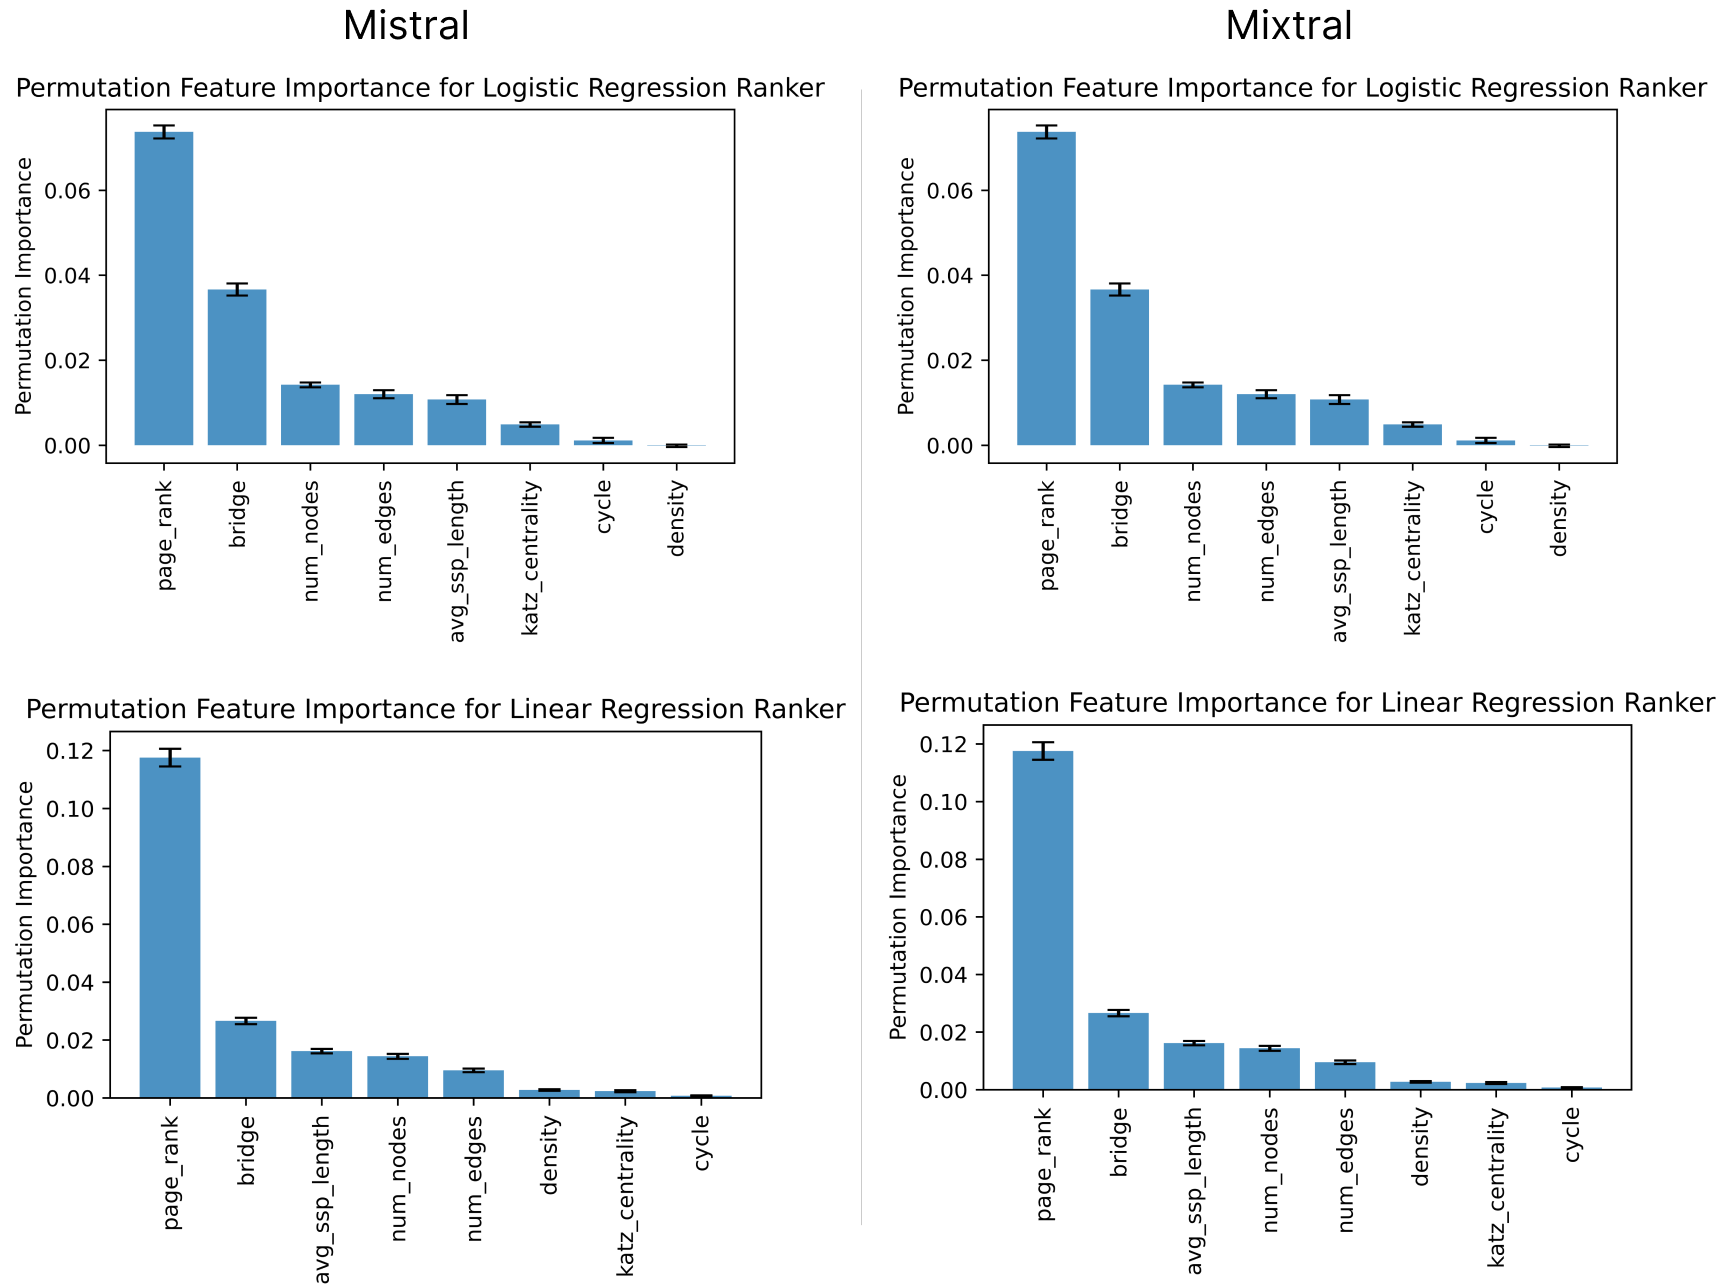 Mistral
Permutation Feature Importance for Logistic Regression Ranker
Permutation Importance
0.06
0.04
0.02
0.00
page_rank
bridge
num_nodes
num_edges
avg_ssp_length
katz_centrality
cycle
density
Permutation Feature Importance for Linear Regression Ranker
Permutation Importance
0.12
0.10
0.08
0.06
0.04
0.02
0.00
page_rank
bridge
avg_ssp_length
num_nodes
num_edges
density
katz_centrality
cycle
Mixtral
Permutation Feature Importance for Logistic Regression Ranker
Permutation Importance
0.06
0.04
0.02
0.00
page_rank
bridge
num_nodes
num_edges
avg_ssp_length
katz_centrality
cycle
density
Permutation Feature Importance for Linear Regression Ranker
Permutation Importance
0.12
0.10
0.08
0.06
0.04
0.02
0.00
page_rank
bridge
avg_ssp_length
num_nodes
num_edges
density
katz_centrality
cycle